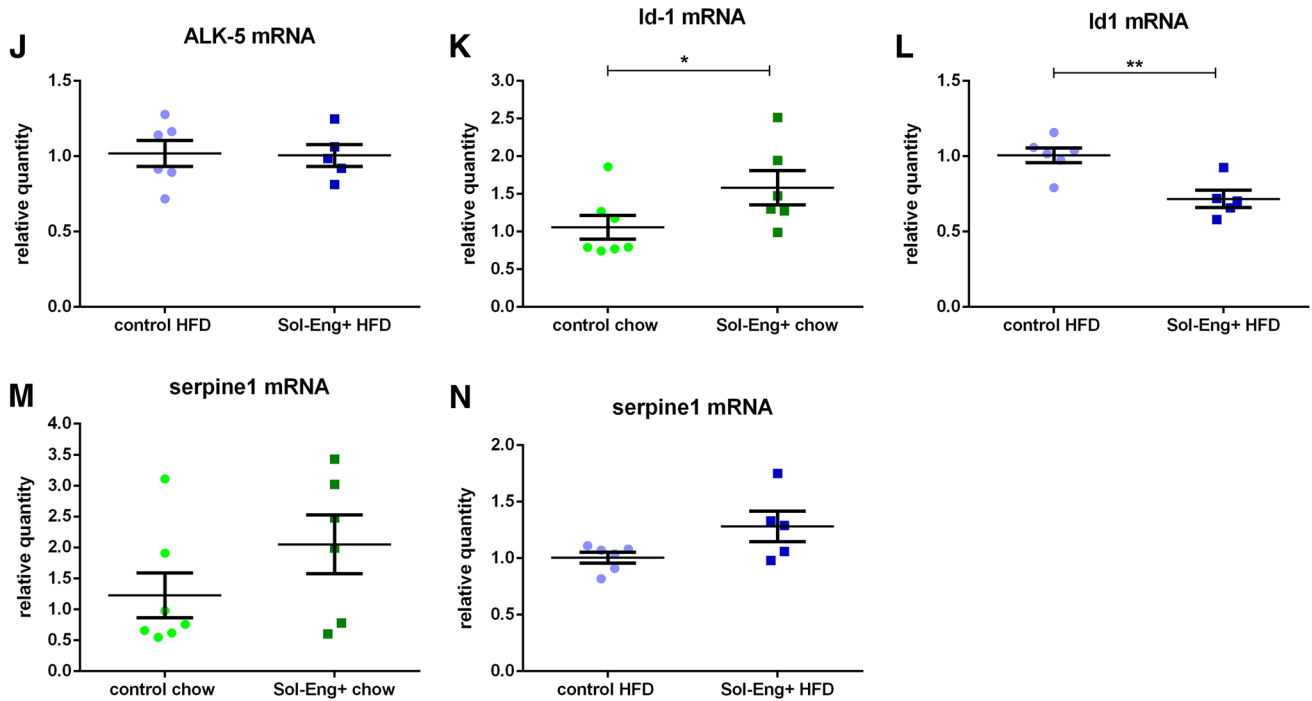 J
ALK-5 mRNA
relative quantity
1.5
1.0
0.5
0.0
control HFD
Sol-Eng+ HFD
K
Id-1 mRNA
*
relative quantity
3.0
2.5
2.0
1.5
1.0
0.5
0.0
control chow
Sol-Eng+ chow
L
Id1 mRNA
**
relative quantity
1.5
1.0
0.5
0.0
control HFD
Sol-Eng+ HFD
M
serpine1 mRNA
relative quantity
4.0
3.5
3.0
2.5
2.0
1.5
1.0
0.5
0.0
control chow
Sol-Eng+ chow
N
serpine1 mRNA
relative quantity
2.0
1.5
1.0
0.5
0.0
control HFD
Sol-Eng+ HFD